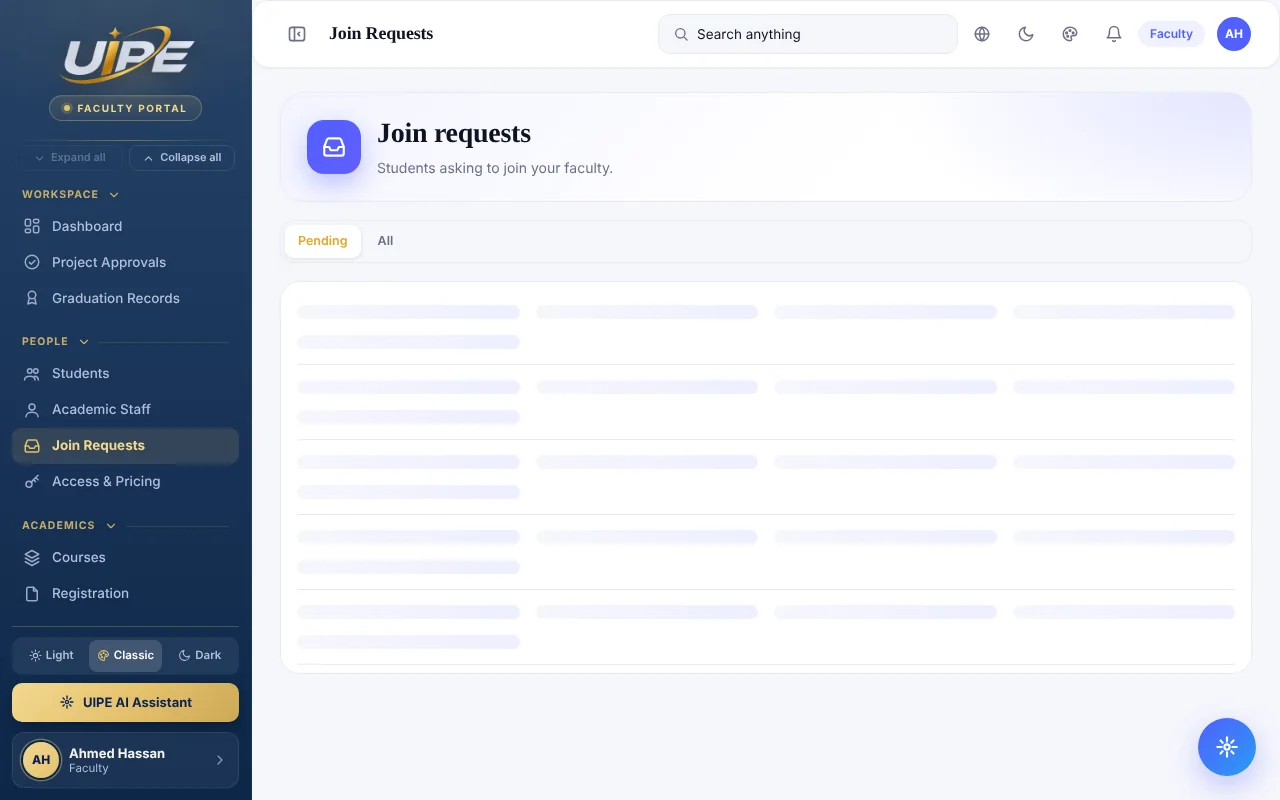 UIPE
FACULTY PORTAL
Expand all
Collapse all
WORKSPACE
Dashboard
Project Approvals
Graduation Records
PEOPLE
Students
Academic Staff
Join Requests
Access & Pricing
ACADEMICS
Courses
Registration
Light
Classic
Dark
UIPE AI Assistant
AH
Ahmed Hassan
Faculty
Join Requests
Search anything
Faculty
AH
Join requests
Students asking to join your faculty.
Pending
All